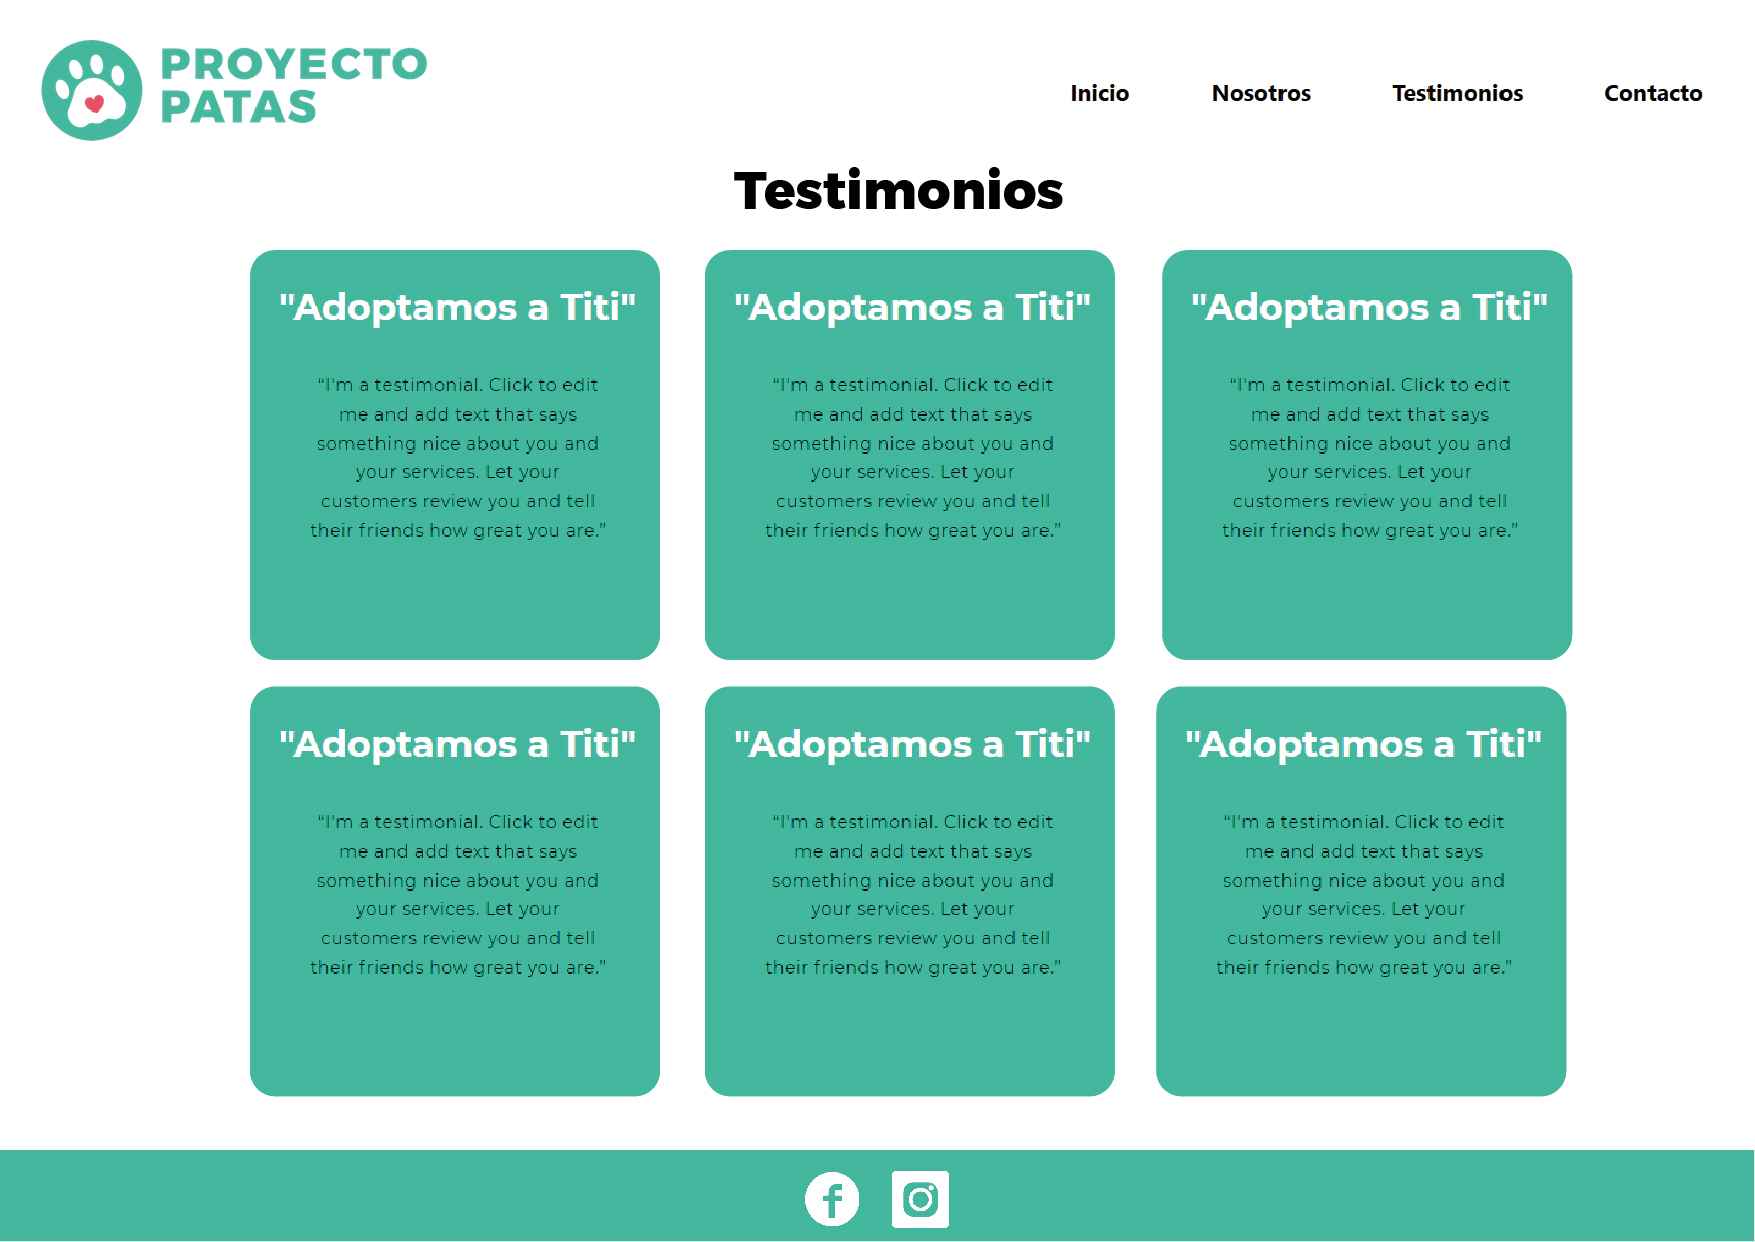 PROYECTO
PATAS
Inicio Nosotros Testimonios Contacto
Testimonios
"Adoptamos a Titi"
“I'm a testimonial. Click to edit
me and add text that says
something nice about you and
your services. Let your
customers review you and tell
their friends how great you are.”
"Adoptamos a Titi"
“I'm a testimonial. Click to edit
me and add text that says
something nice about you and
your services. Let your
customers review you and tell
their friends how great you are.”
"Adoptamos a Titi"
“I'm a testimonial. Click to edit
me and add text that says
something nice about you and
your services. Let your
customers review you and tell
their friends how great you are.”
"Adoptamos a Titi"
“I'm a testimonial. Click to edit
me and add text that says
something nice about you and
your services. Let your
customers review you and tell
their friends how great you are.”
"Adoptamos a Titi"
“I'm a testimonial. Click to edit
me and add text that says
something nice about you and
your services. Let your
customers review you and tell
their friends how great you are.”
"Adoptamos a Titi"
“I'm a testimonial. Click to edit
me and add text that says
something nice about you and
your services. Let your
customers review you and tell
their friends how great you are.”